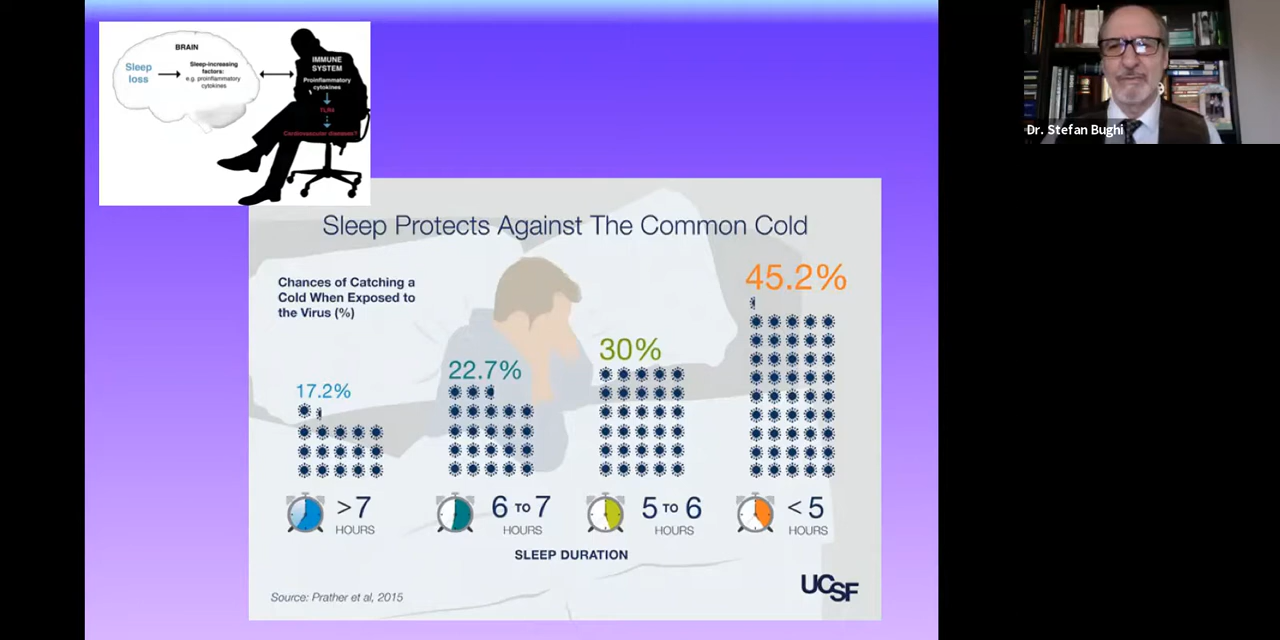 BRAIN
Sleep
loss
Sleep-increasing
factors:
e.g. proinflammatory
cytokines
IMMUNE
SYSTEM
Proinflammatory
cytokines
TLR4
Cardiovascular diseases?
Dr. Stefan Bughi
Sleep Protects Against The Common Cold
Chances of Catching a
Cold When Exposed to
the Virus (%)
17.2%
22.7%
30%
45.2%
>7
HOURS
6 TO 7
HOURS
5 TO 6
HOURS
< 5
HOURS
SLEEP DURATION
Source: Prather et al, 2015
UCSF